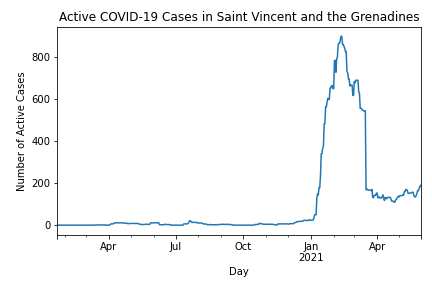 Active COVID-19 Cases in Saint Vincent and the Grenadines
Number of Active Cases
800
600
400
200
0
Apr
Jul
Oct
Jan
2021
Apr
Day